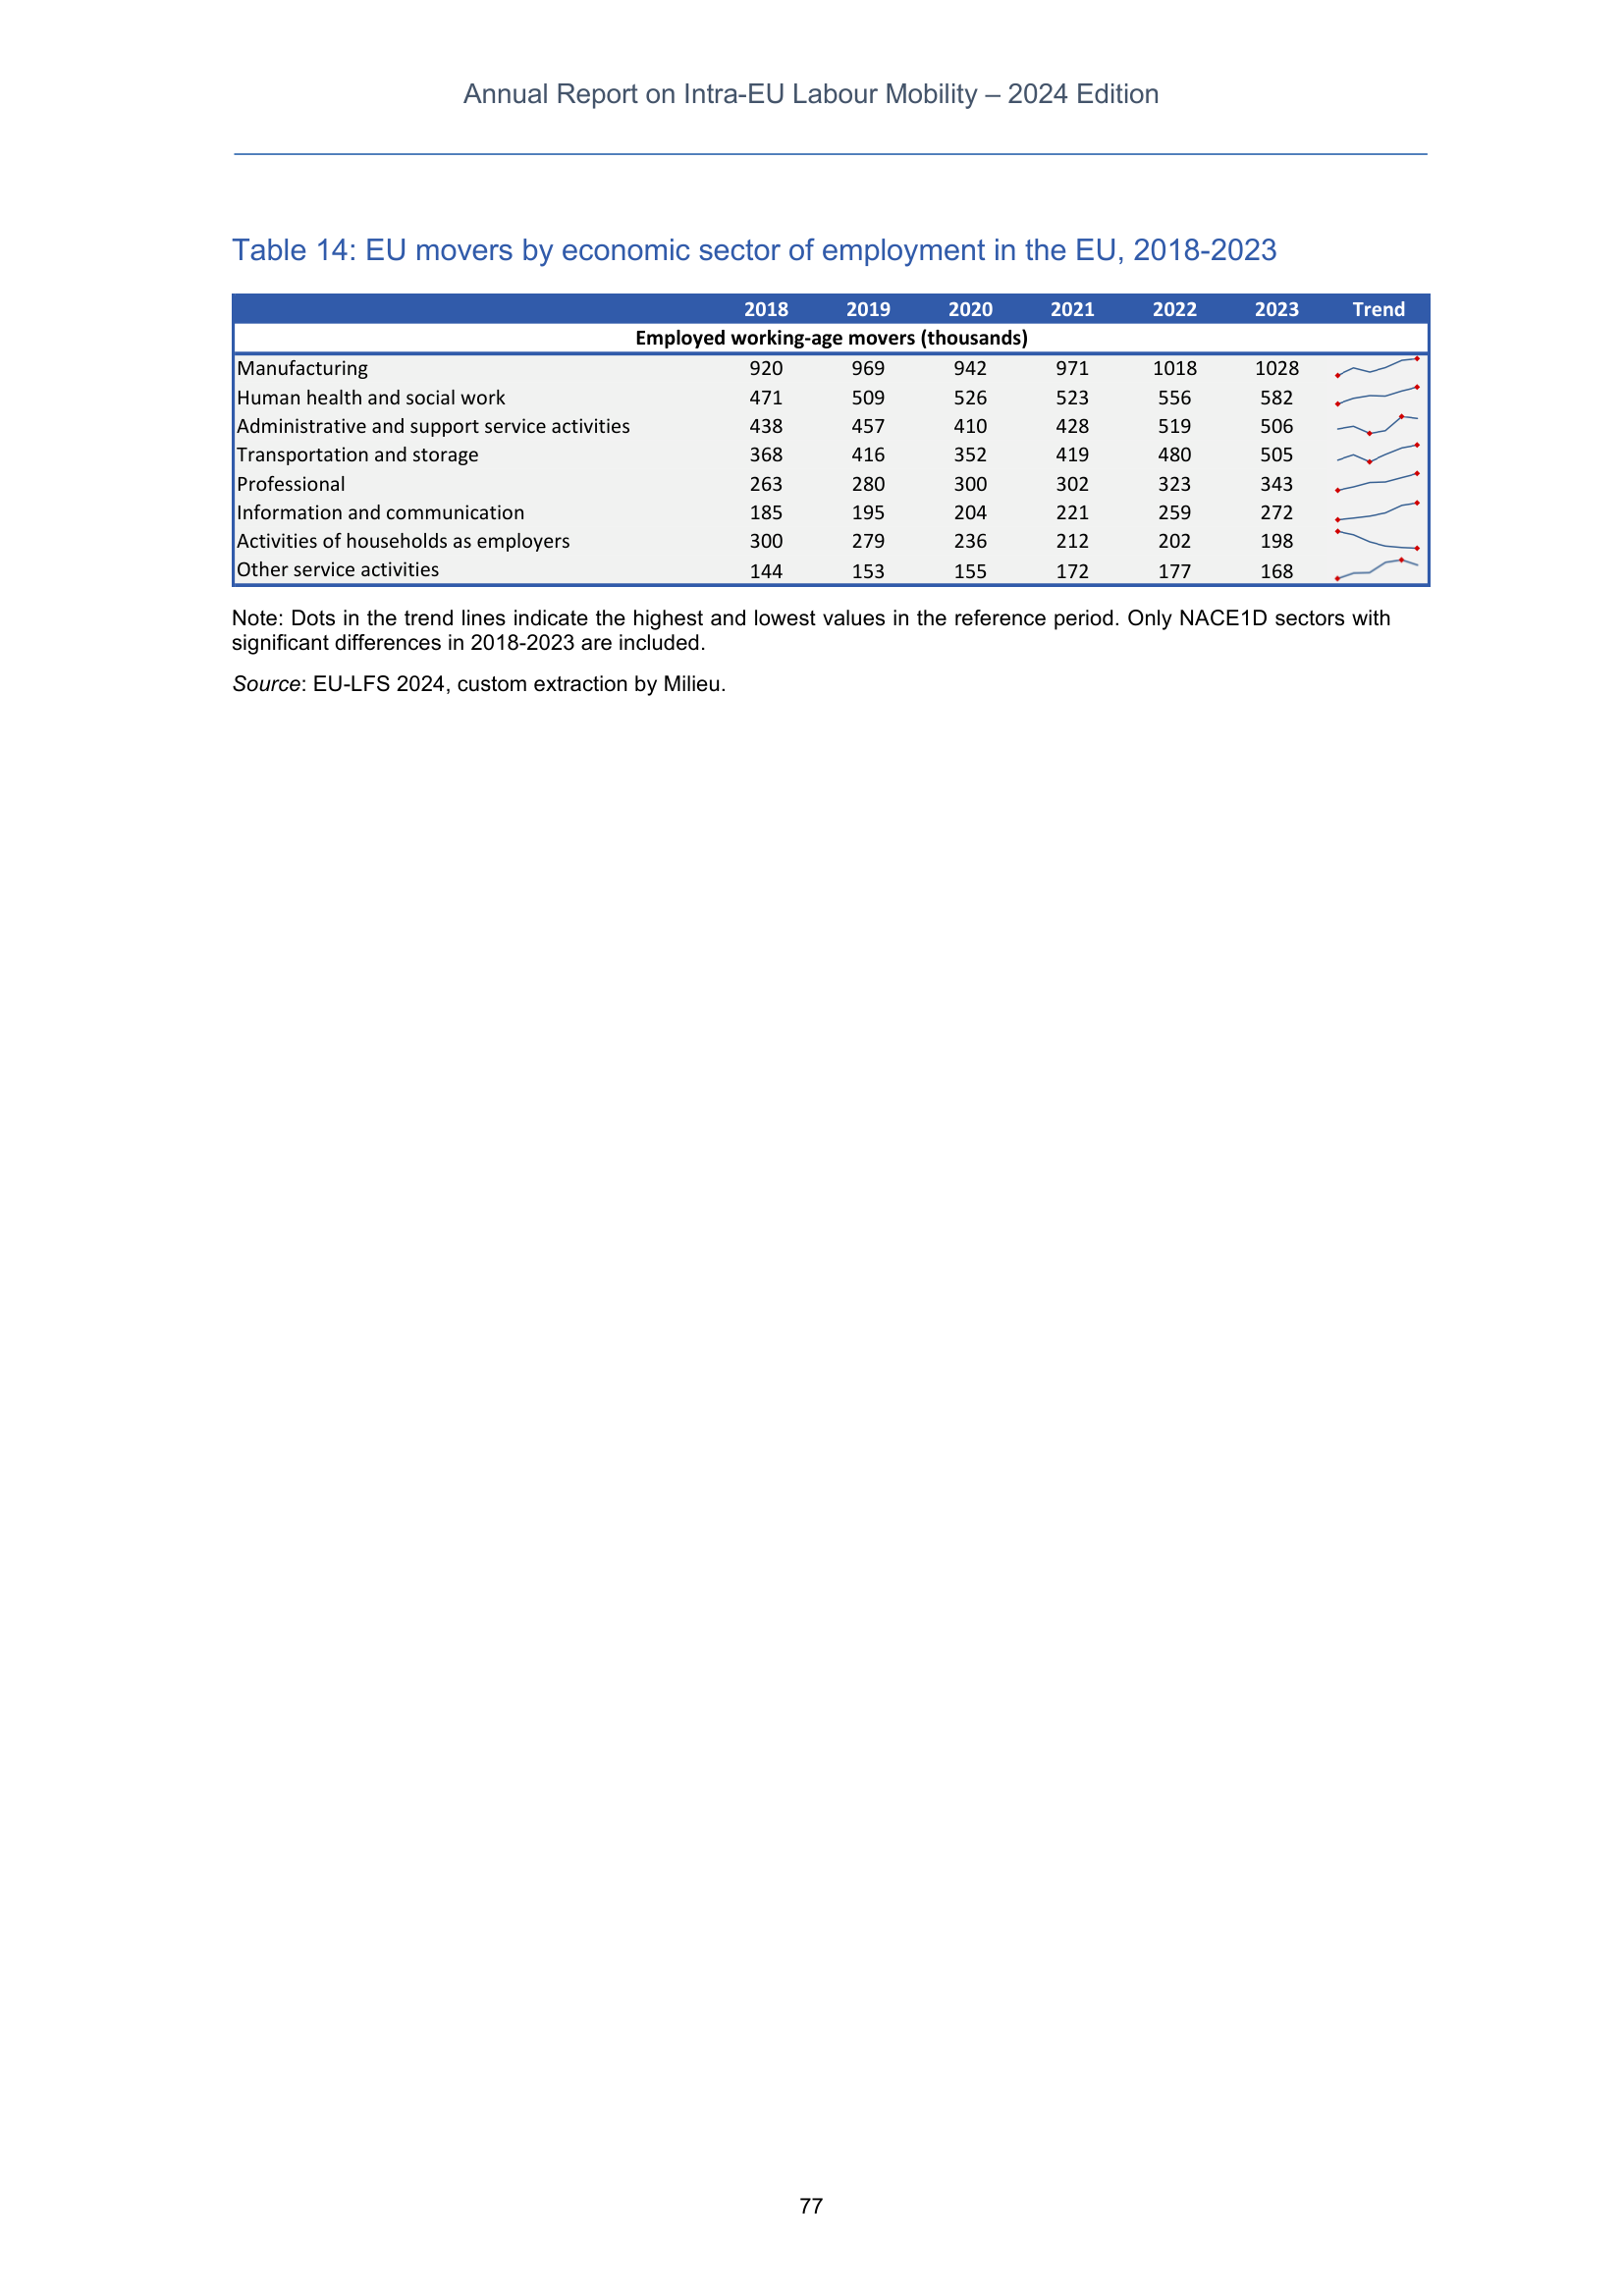 Annual Report on Intra-EU Labour Mobility – 2024 Edition
Table 14: EU movers by economic sector of employment in the EU, 2018-2023
2018 2019 2020 2021 2022 2023 Trend
Employed working-age movers (thousands)
Manufacturing 920 969 942 971 1018 1028
Human health and social work 471 509 526 523 556 582
Administrative and support service activities 438 457 410 428 519 506
Transportation and storage 368 416 352 419 480 505
Professional 263 280 300 302 323 343
Information and communication 185 195 204 221 259 272
Activities of households as employers 300 279 236 212 202 198
Other service activities 144 153 155 172 177 168
Note: Dots in the trend lines indicate the highest and lowest values in the reference period. Only NACE1D sectors with
significant differences in 2018-2023 are included.
Source: EU-LFS 2024, custom extraction by Milieu.
77